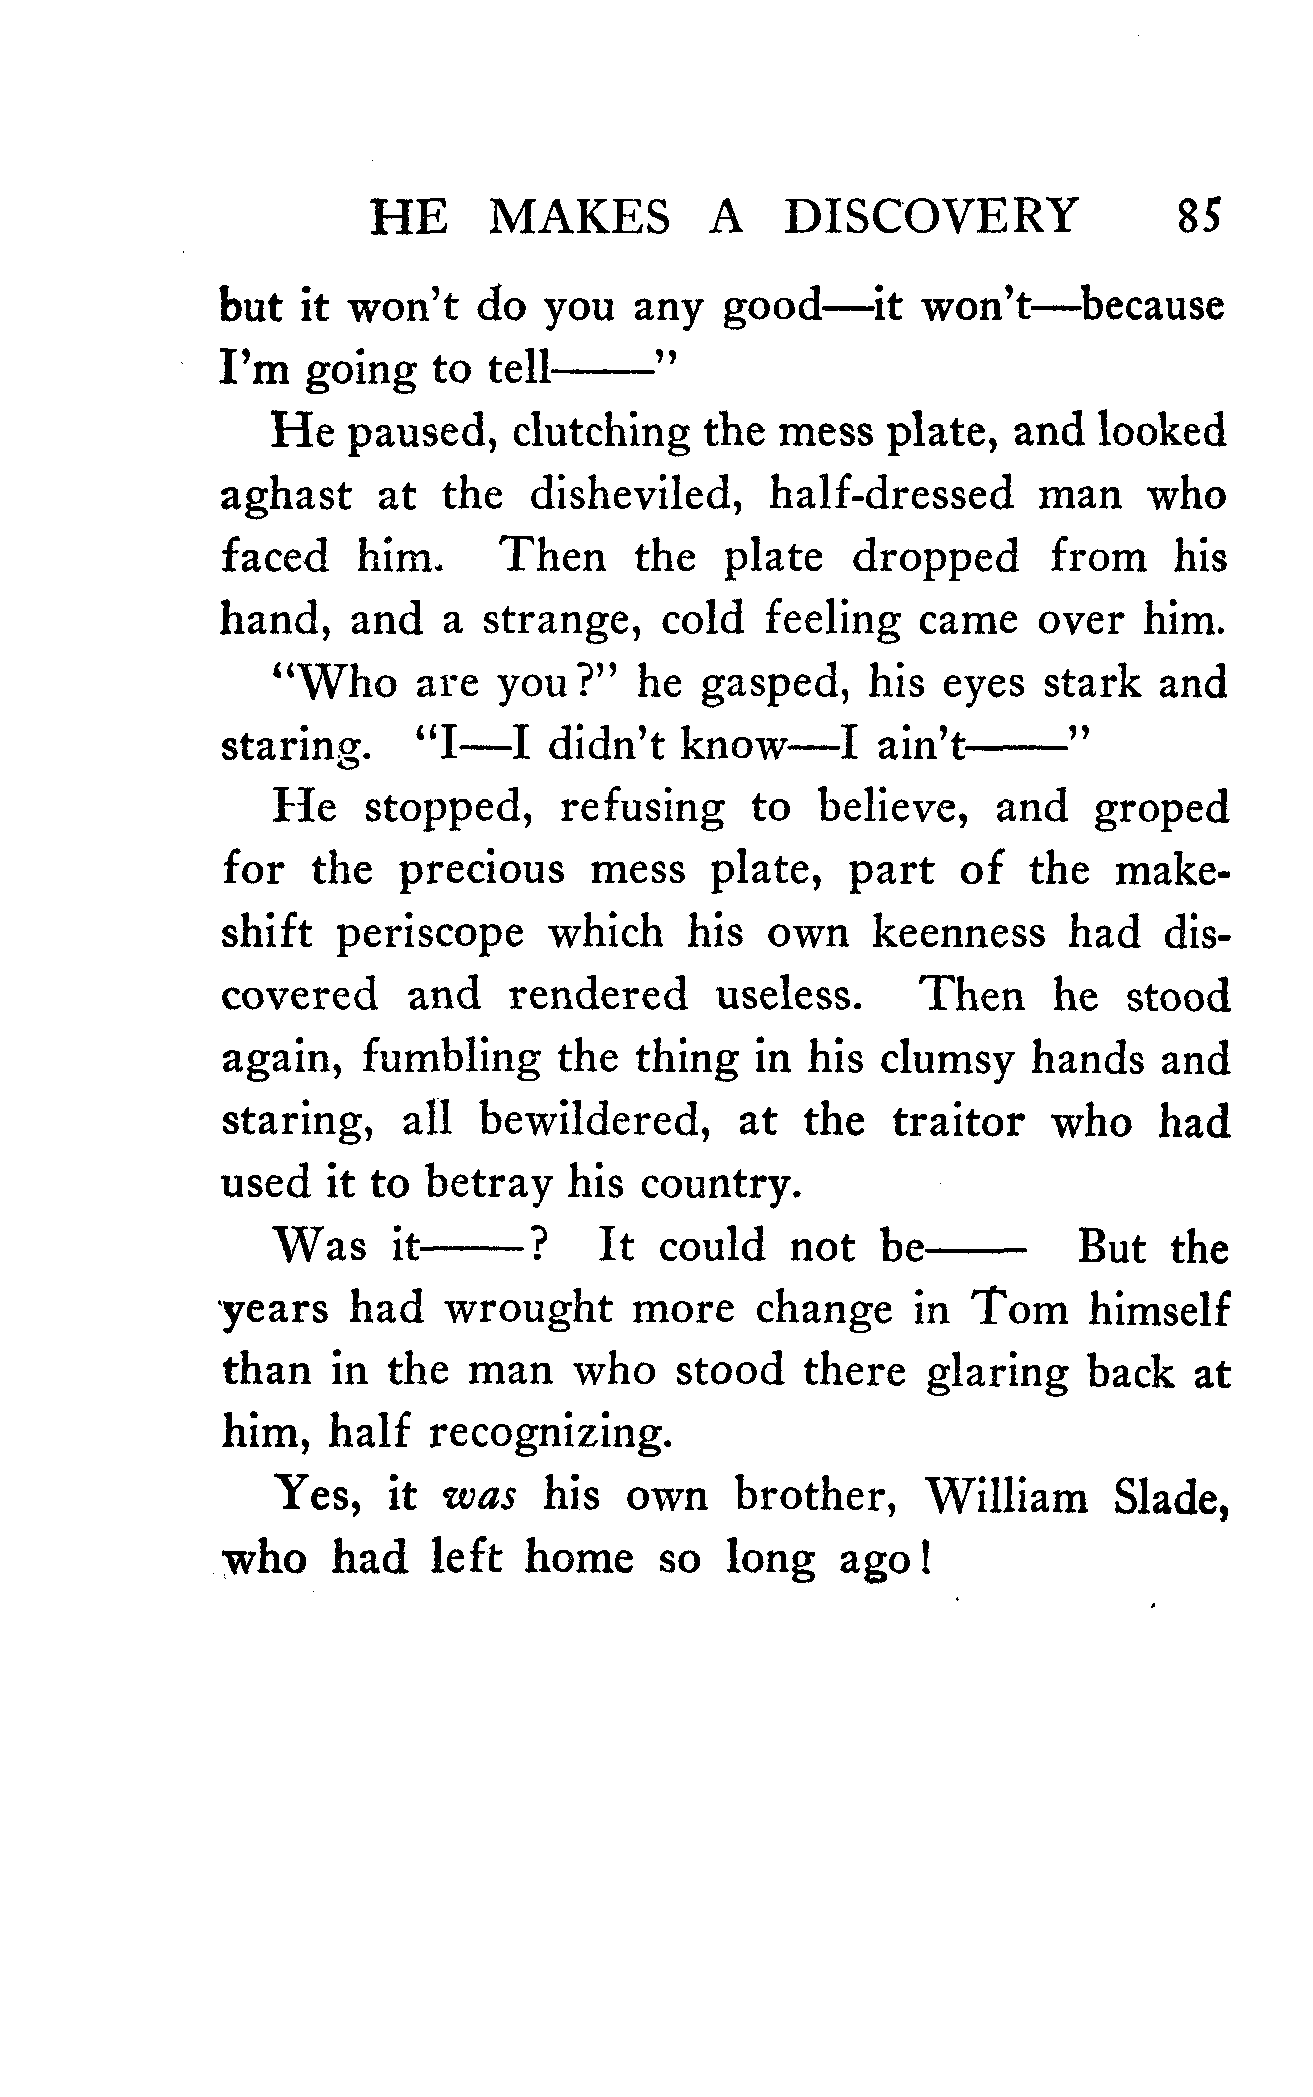 HE MAKES A DISCOVERY 85
but it won't do you any good—it won't—because
I'm going to tell——"
He paused, clutching the mess plate, and looked
aghast at the disheviled, half-dressed man who
faced him. Then the plate dropped from his
hand, and a strange, cold feeling came over him.
"Who are you?" he gasped, his eyes stark and
staring. "I—I didn't know—I ain't——"
He stopped, refusing to believe, and groped
for the precious mess plate, part of the make-
shift periscope which his own keenness had dis-
covered and rendered useless. Then he stood
again, fumbling the thing in his clumsy hands and
staring, all bewildered, at the traitor who had
used it to betray his country.
Was it——? It could not be—— But the
years had wrought more change in Tom himself
than in the man who stood there glaring back at
him, half recognizing.
Yes, it was his own brother, William Slade,
who had left home so long ago!